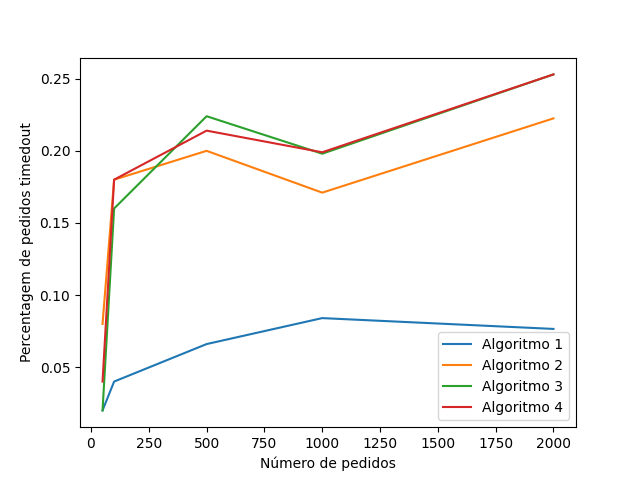 Percentagem de pedidos timedout
0.25
0.20
0.15
0.10
0.05
0 250 500 750 1000 1250 1500 1750 2000
Número de pedidos
Algoritmo 1
Algoritmo 2
Algoritmo 3
Algoritmo 4